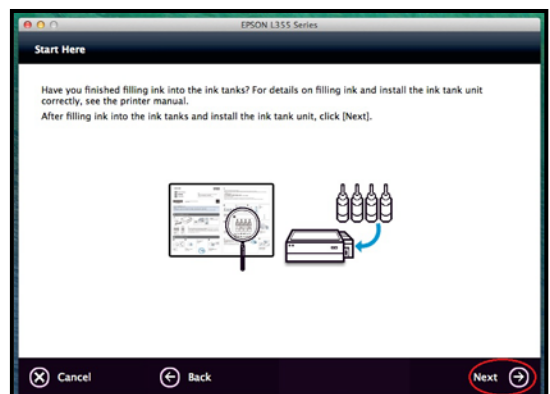 EPSON L355 Series
Start Here
Have you finished filling ink into the ink tanks? For details on filling ink and install the ink tank unit
correctly, see the printer manual.
After filling ink into the ink tanks and install the ink tank unit, click [Next].
Cancel
Back
Next